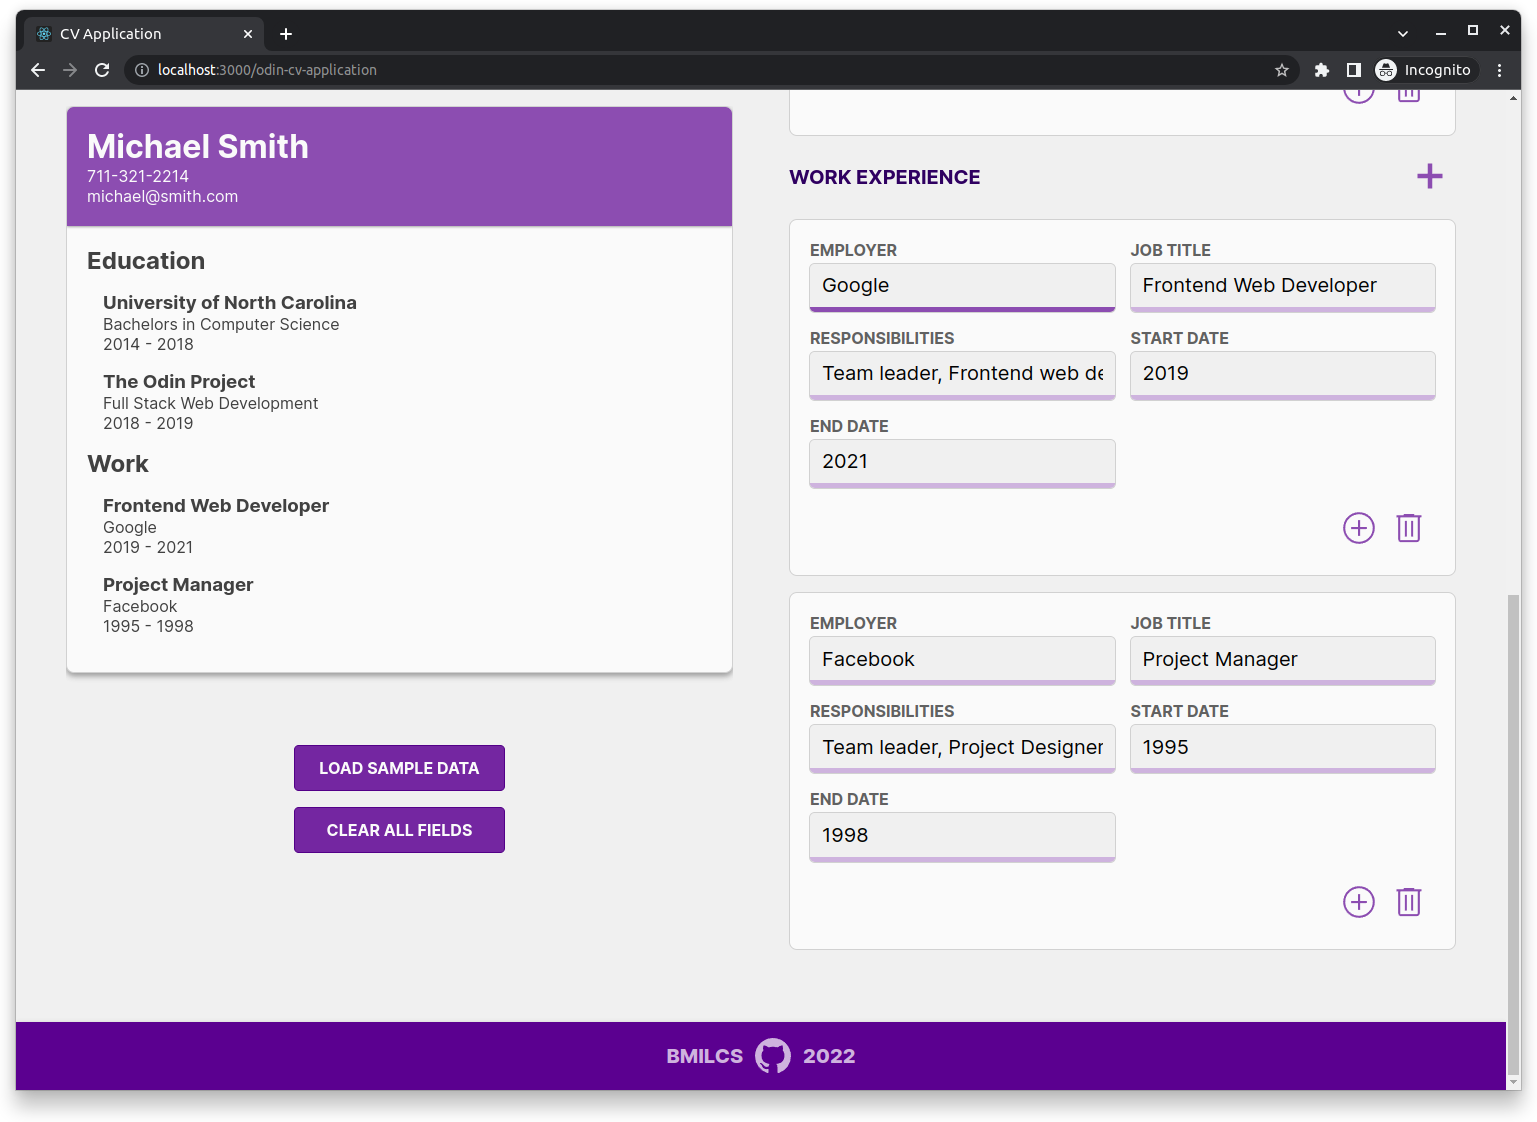 CV Application
localhost:3000/odin-cv-application
Incognito
Michael Smith
711-321-2214
michael@smith.com
Education
University of North Carolina
Bachelors in Computer Science
2014 - 2018
The Odin Project
Full Stack Web Development
2018 - 2019
Work
Frontend Web Developer
Google
2019 - 2021
Project Manager
Facebook
1995 - 1998
LOAD SAMPLE DATA
CLEAR ALL FIELDS
WORK EXPERIENCE
EMPLOYER JOB TITLE
Google Frontend Web Developer
RESPONSIBILITIES START DATE
Team leader, Frontend web de 2019
END DATE
2021
EMPLOYER JOB TITLE
Facebook Project Manager
RESPONSIBILITIES START DATE
Team leader, Project Designer 1995
END DATE
1998
BMILCS 2022